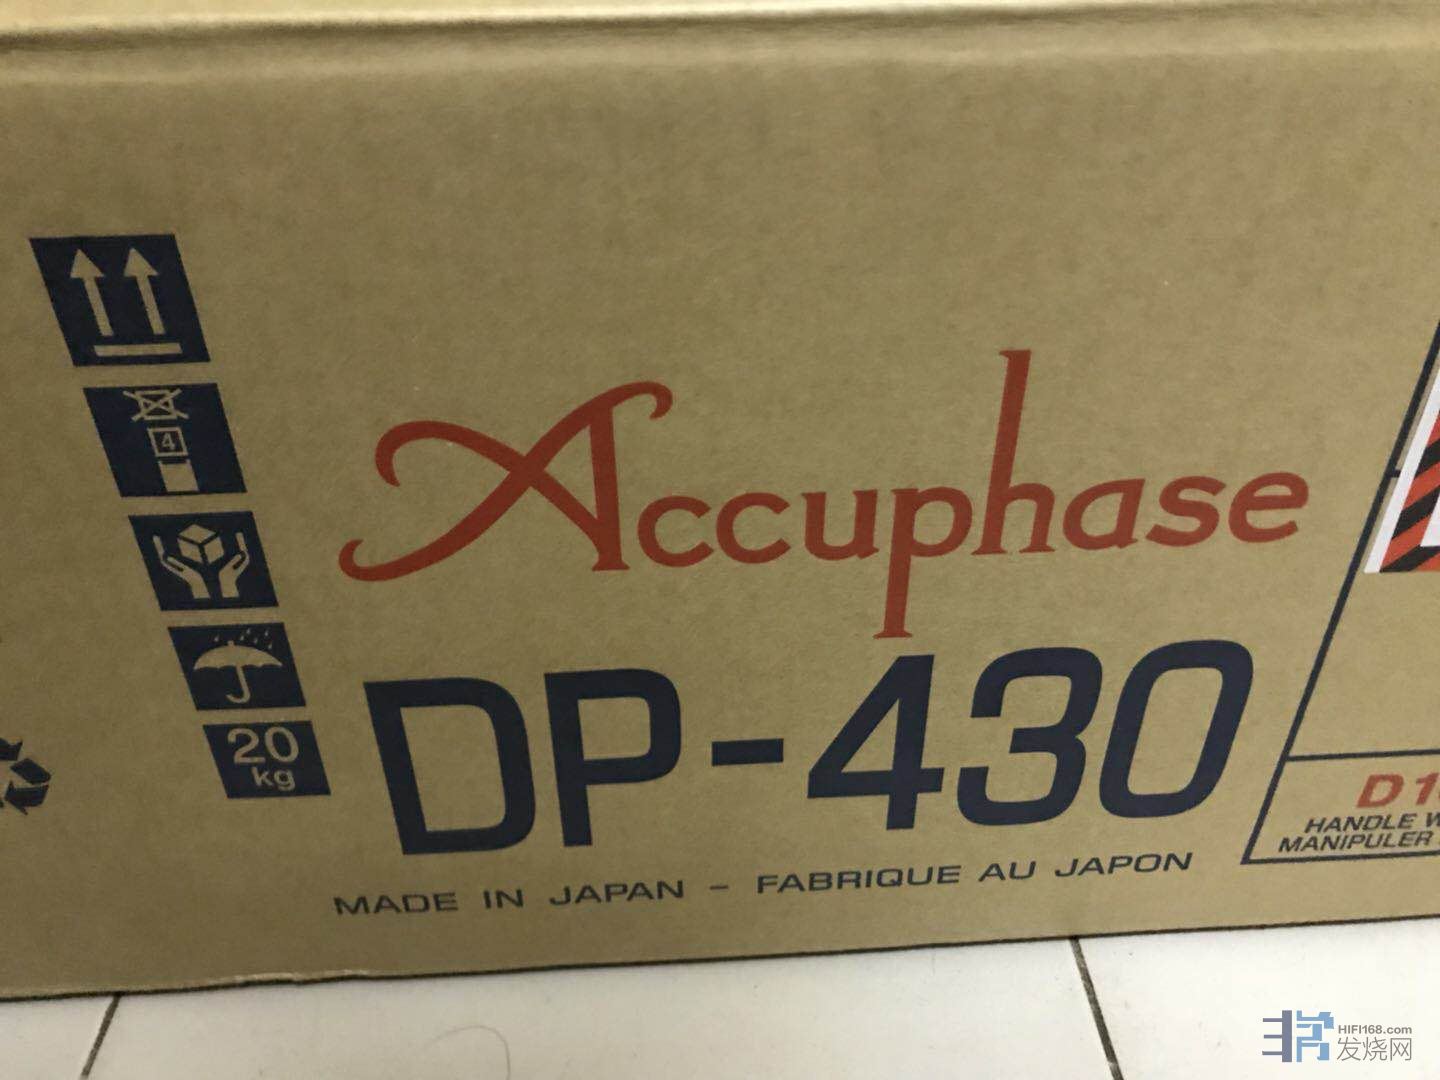 4
Accuphase
20
kg
DP-430
MADE IN JAPAN - FABRIQUE AU JAPON
HANDLE
MANIPULER
HIFI168.com
发烧网